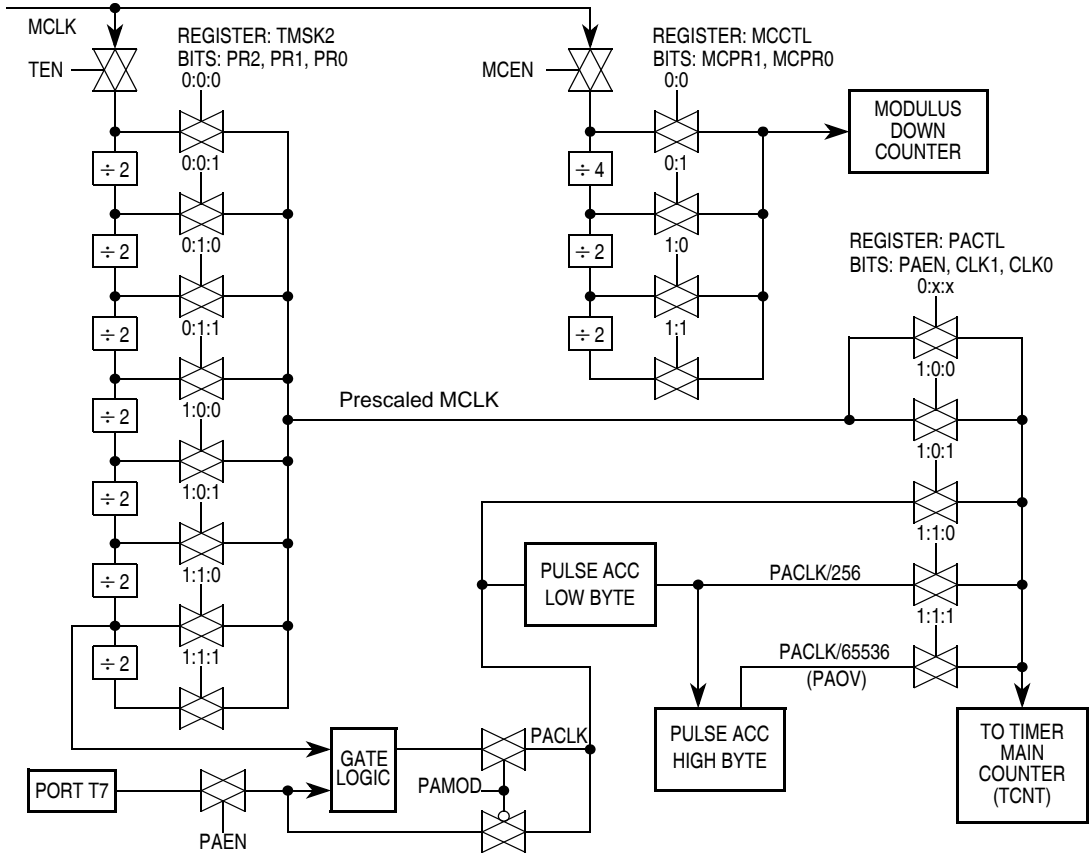 MCLK
TEN
REGISTER: TMSK2
BITS: PR2, PR1, PR0
0:0:0
÷ 2
0:0:1
÷ 2
0:1:0
÷ 2
0:1:1
÷ 2
1:0:0
÷ 2
1:0:1
÷ 2
1:1:0
÷ 2
1:1:1
MCEN
REGISTER: MCCTL
BITS: MCPR1, MCPR0
0:0
÷ 4
0:1
÷ 2
1:0
÷ 2
1:1
MODULUS
DOWN
COUNTER
REGISTER: PACTL
BITS: PAEN, CLK1, CLK0
0:x:x
Prescaled MCLK
1:0:0
1:0:1
1:1:0
PULSE ACC
LOW BYTE
PACLK/256
1:1:1
PACLK/65536
(PAOV)
PULSE ACC
HIGH BYTE
TO TIMER
MAIN
COUNTER
(TCNT)
PORT T7
PAEN
GATE
LOGIC
PACLK
PAMOD